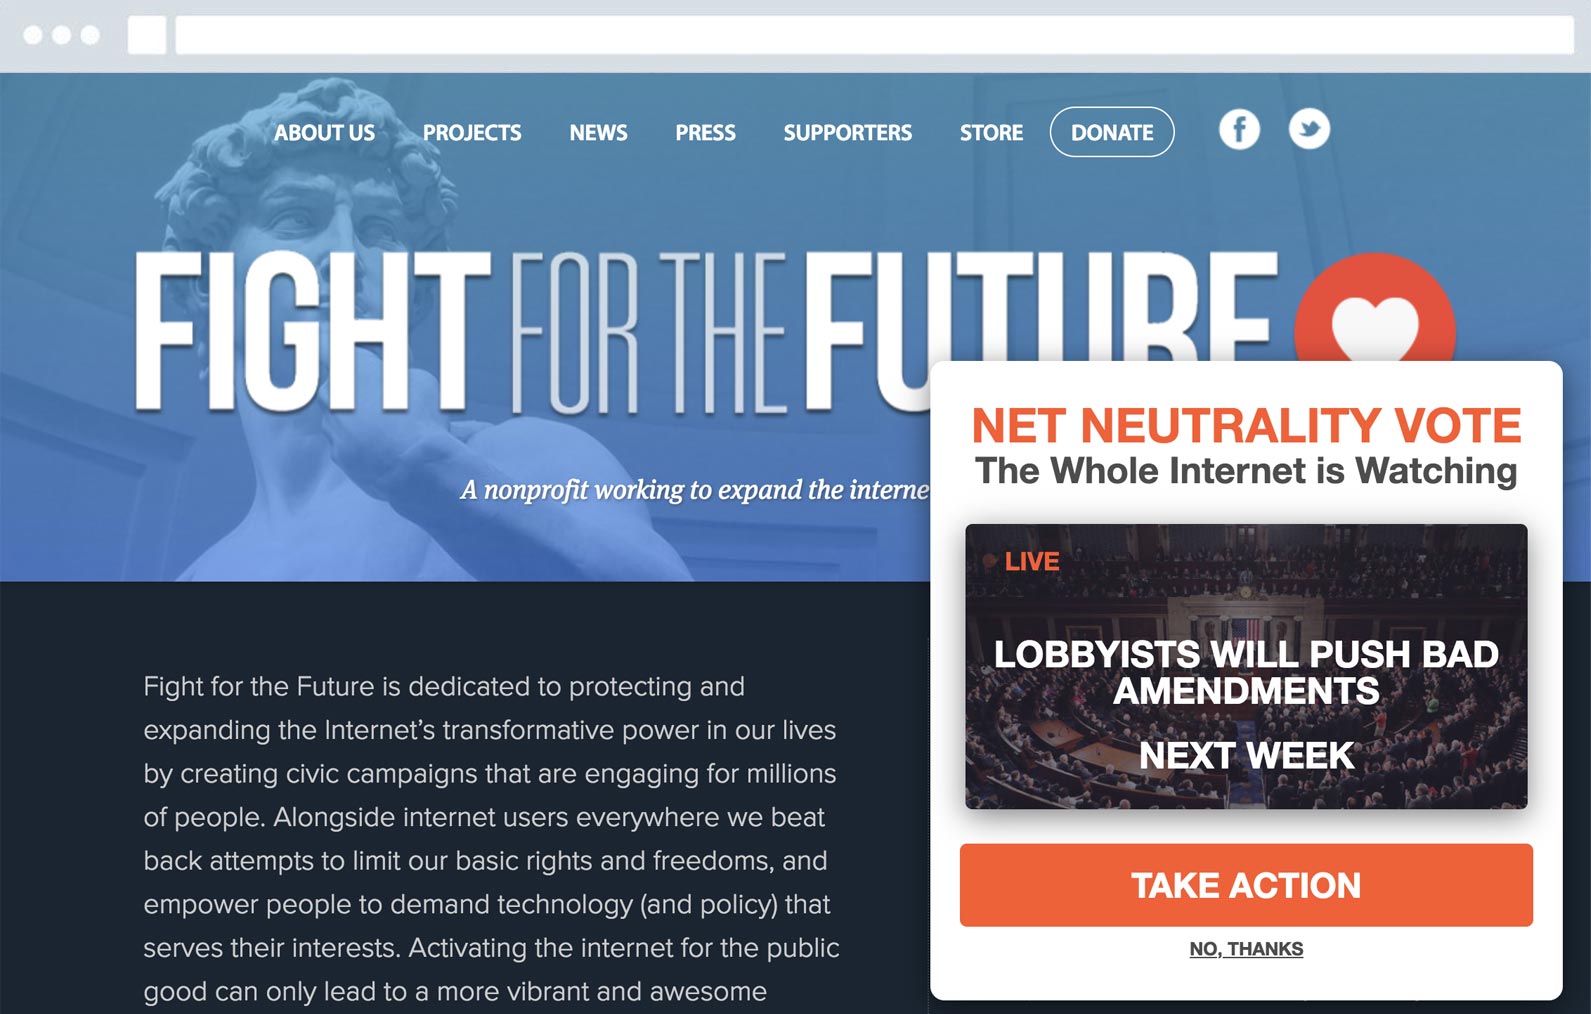 ABOUT US PROJECTS NEWS PRESS SUPPORTERS STORE DONATE
FIGHT FOR THE FUTURE
A nonprofit working to expand the interne
NET NEUTRALITY VOTE
The Whole Internet is Watching
LIVE
LOBBYISTS WILL PUSH BAD
AMENDMENTS
NEXT WEEK
TAKE ACTION
NO, THANKS
Fight for the Future is dedicated to protecting and
expanding the Internet’s transformative power in our lives
by creating civic campaigns that are engaging for millions
of people. Alongside internet users everywhere we beat
back attempts to limit our basic rights and freedoms, and
empower people to demand technology (and policy) that
serves their interests. Activating the internet for the public
good can only lead to a more vibrant and awesome